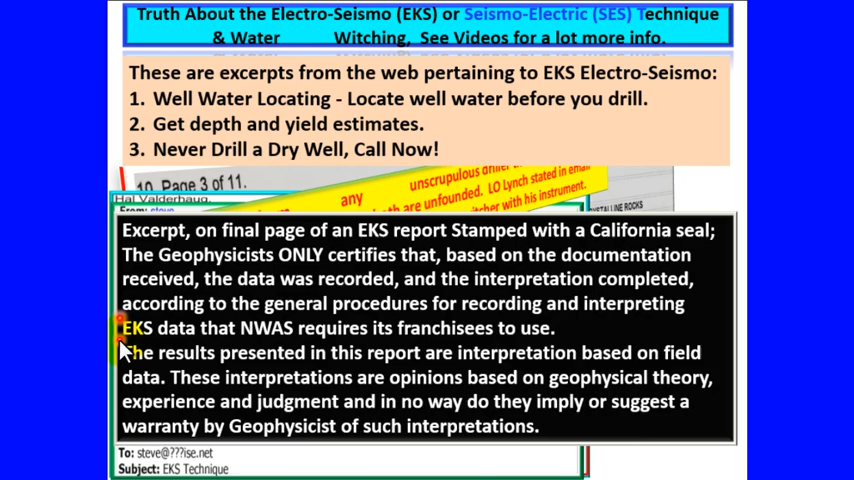 Truth About the Electro-Seismo (EKS) or Seismo-Electric (SES) Technique
& Water Witching, See Videos for a lot more info.
These are excerpts from the web pertaining to EKS Electro-Seismo:
1. Well Water Locating - Locate well water before you drill.
2. Get depth and yield estimates.
3. Never Drill a Dry Well, Call Now!
10. Page 3 of 11.
any unscrupulous driller
are unfounded. LO Lynch stated in email
with his instrument.
CRYSTALLINE ROCKS
Hal Valderhaug,
From: steve
Excerpt, on final page of an EKS report Stamped with a California seal;
The Geophysicists ONLY certifies that, based on the documentation
received, the data was recorded, and the interpretation completed,
according to the general procedures for recording and interpreting
EKS data that NWAS requires its franchisees to use.
The results presented in this report are interpretation based on field
data. These interpretations are opinions based on geophysical theory,
experience and judgment and in no way do they imply or suggest a
warranty by Geophysicist of such interpretations.
To: steve@???ise.net
Subject: EKS Technique